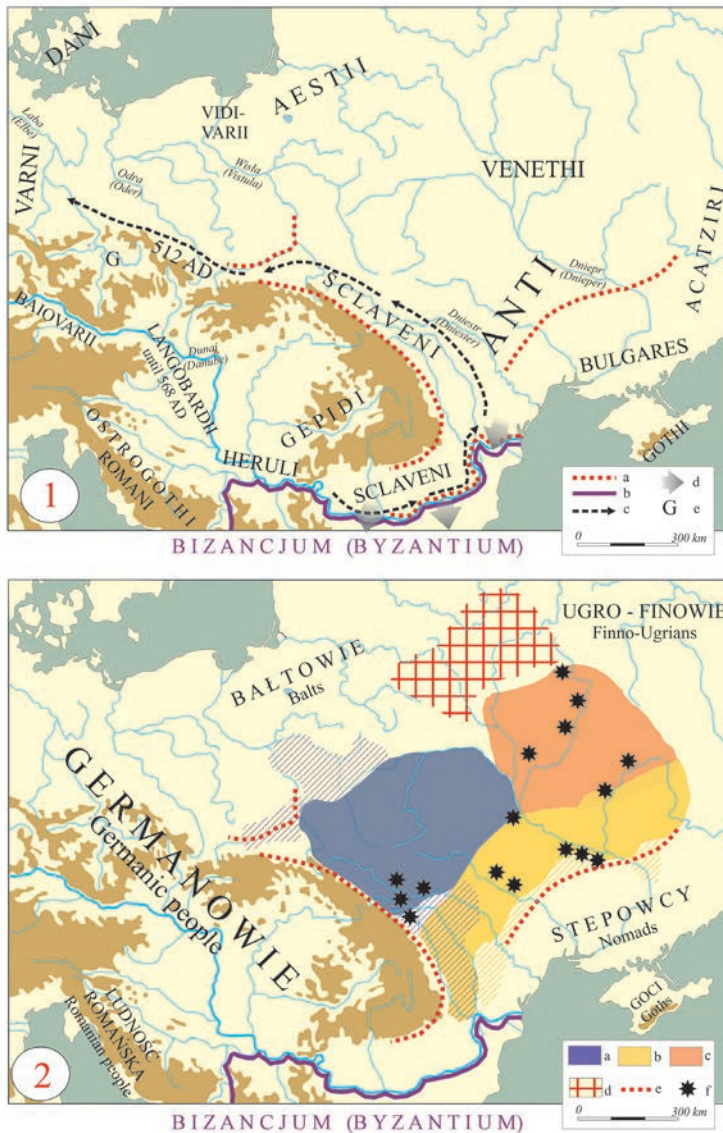 DANI
AESTII
VIDI-
VARII
Laba
(Elbe)
VARNI
Odra
(Oder)
Wisła
(Vistula)
VENETHI
ACATZIRI
512 AD
G
SCLAVENI
ANTI
Dniepr
(Dnieper)
Dniestr
(Dniester)
BAIOVARII
LANGOBARDII
until 568 AD
Dunaj
(Danube)
GEPIDI
BULGARES
OSTROGOTHI
ROMANI
HERULI
SCLAVENI
GOTHI
1
a
b
c
d
G e
0 300 km
BIZANCJUM (BYZANTIUM)
UGRO - FINOWIE
Finno-Ugrians
BAŁTOWIE
Balts
GERMANOWIE
Germanic people
STEPOWCY
Nomads
LUDNOŚĆ
ROMAŃSKA
Romanian people
GOCI
Goths
2
a b c
d e f
0 300 km
BIZANCJUM (BYZANTIUM)